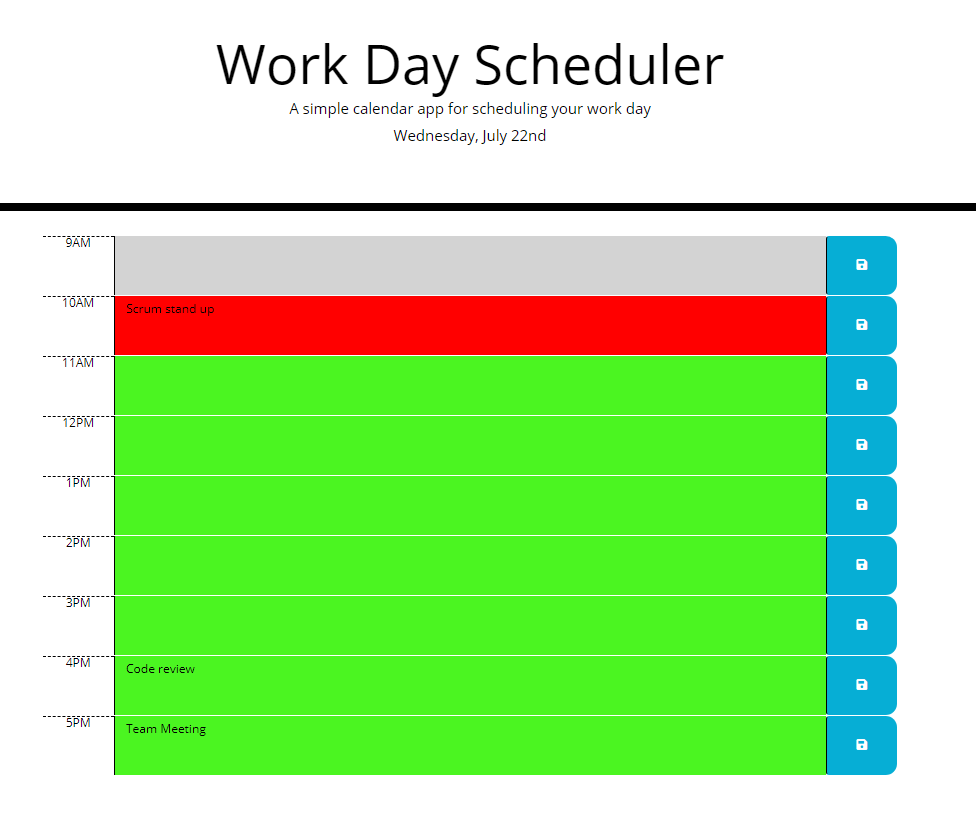 Work Day Scheduler
A simple calendar app for scheduling your work day
Wednesday, July 22nd
9AM
10AM Scrum stand up
11AM
12PM
1PM
2PM
3PM
4PM Code review
5PM Team Meeting